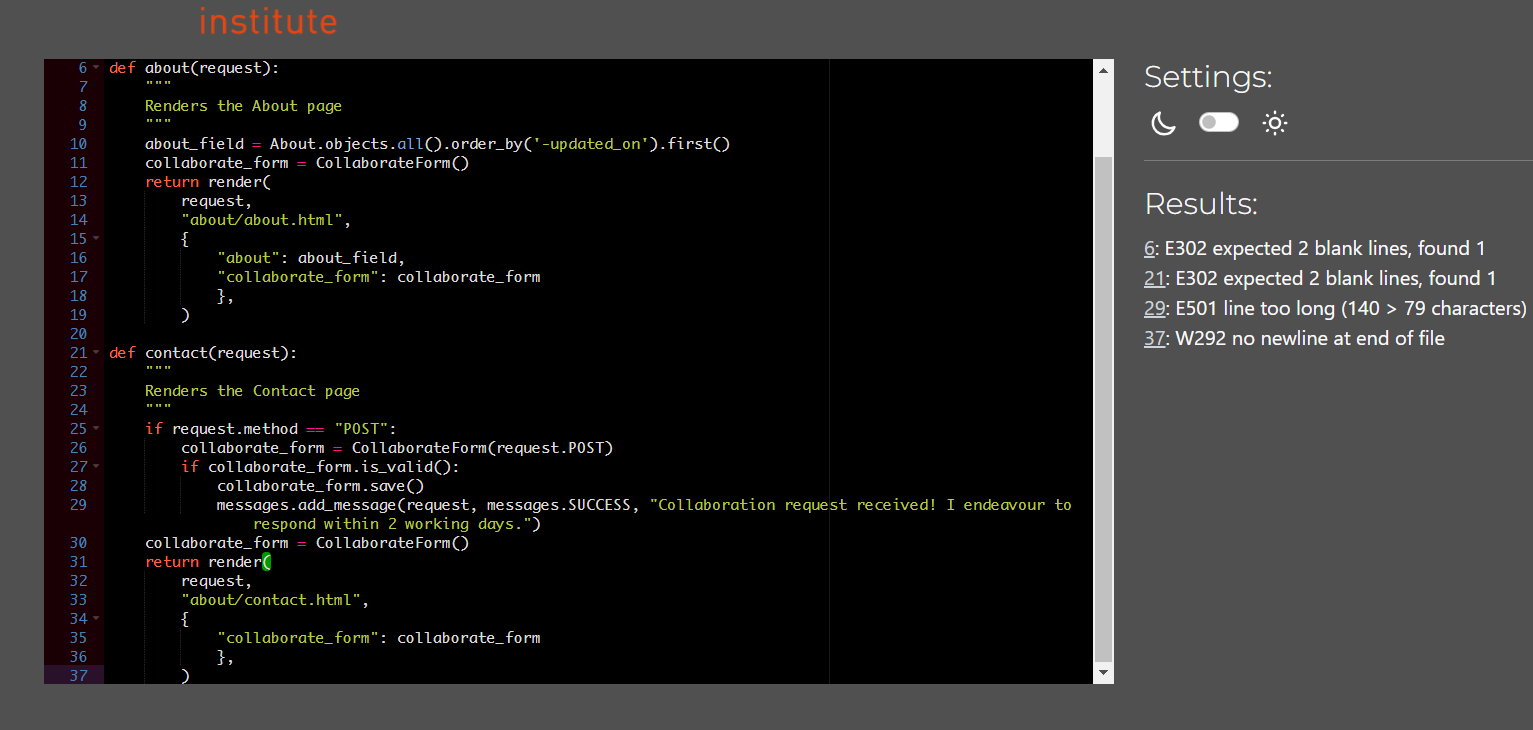 institute
6 def about(request):
7     """
8     Renders the About page
9     """
10     about_field = About.objects.all().order_by('-updated_on').first()
11     collaborate_form = CollaborateForm()
12     return render(
13         request,
14         "about/about.html",
15         {
16             "about": about_field,
17             "collaborate_form": collaborate_form
18             },
19         )
20
21 def contact(request):
22     """
23     Renders the Contact page
24     """
25     if request.method == "POST":
26         collaborate_form = CollaborateForm(request.POST)
27         if collaborate_form.is_valid():
28             collaborate_form.save()
29             messages.add_message(request, messages.SUCCESS, "Collaboration request received! I endeavour to
respond within 2 working days.")
30     collaborate_form = CollaborateForm()
31     return render(
32         request,
33         "about/contact.html",
34         {
35             "collaborate_form": collaborate_form
36             },
37         )
Settings:
Results:
6: E302 expected 2 blank lines, found 1
21: E302 expected 2 blank lines, found 1
29: E501 line too long (140 > 79 characters)
37: W292 no newline at end of file